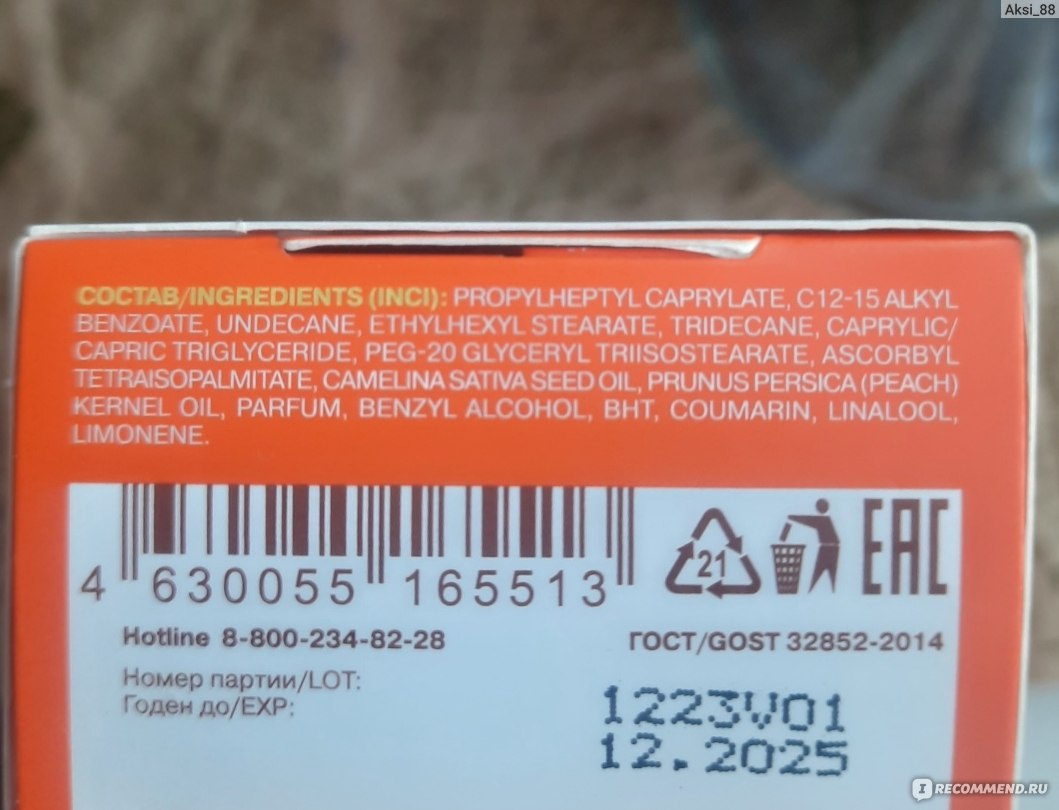 Aksi_88
СОСТАВ/INGREDIENTS (INCI): PROPYLHEPTYL CAPRYLATE, C12-15 ALKYL
BENZOATE, UNDECANE, ETHYLHEXYL STEARATE, TRIDECANE, CAPRYLIC/
CAPRIC TRIGLYCERIDE, PEG-20 GLYCERYL TRIISOSTEARATE, ASCORBYL
TETRAISOPALMITATE, CAMELINA SATIVA SEED OIL, PRUNUS PERSICA (PEACH)
KERNEL OIL, PARFUM, BENZYL ALCOHOL, BHT, COUMARIN, LINALOOL,
LIMONENE.
21
EAC
4 630055 165513
Hotline 8-800-234-82-28
ГОСТ/GOST 32852-2014
Номер партии/LOT:
Годен до/EXP:
1223V01
12.2025
I RECOMMEND.RU